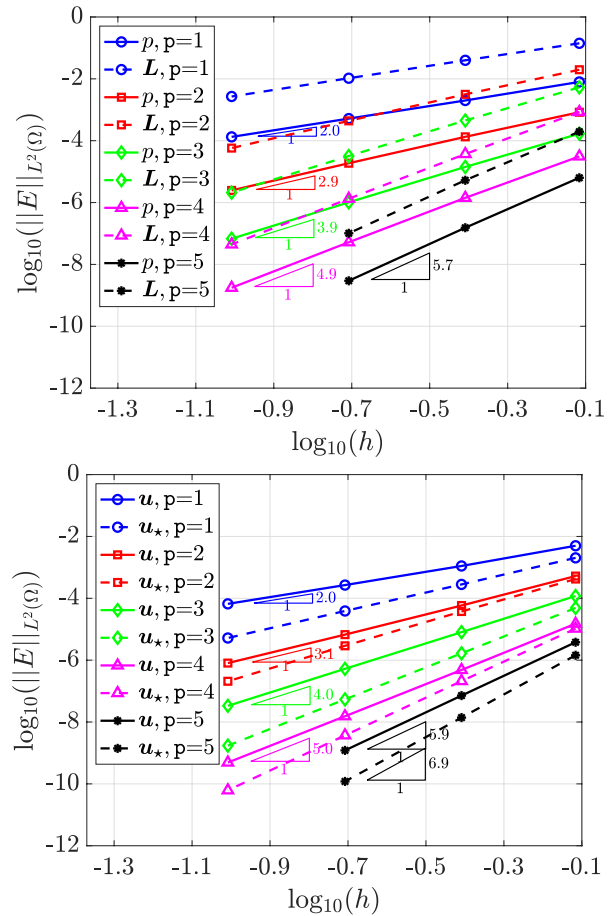 0
-2
-4
-6
-8
-10
-12
log₁₀(||E||_{L²(Ω)})
p, p=1
L, p=1
p, p=2
L, p=2
p, p=3
L, p=3
p, p=4
L, p=4
p, p=5
L, p=5
2.0
1
2.9
1
3.9
1
4.9
1
5.7
1
-1.3 -1.1 -0.9 -0.7 -0.5 -0.3 -0.1
log₁₀(h)
0
-2
-4
-6
-8
-10
-12
log₁₀(||E||_{L²(Ω)})
u, p=1
u⋆, p=1
u, p=2
u⋆, p=2
u, p=3
u⋆, p=3
u, p=4
u⋆, p=4
u, p=5
u⋆, p=5
2.0
1
3.1
1
4.0
1
5.0
1
5.9
1
6.9
1
-1.3 -1.1 -0.9 -0.7 -0.5 -0.3 -0.1
log₁₀(h)